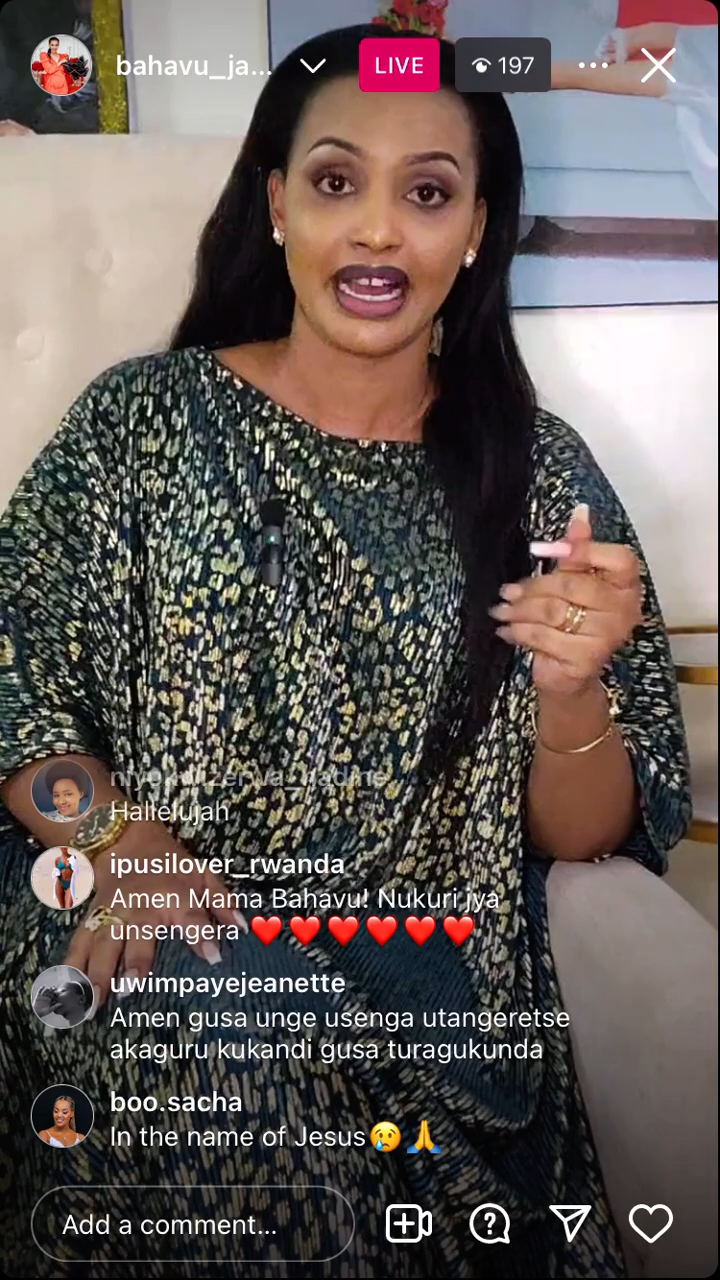 bahavu_ja...
LIVE
197
Hallelujah
ipusilover_rwanda
Amen Mama Bahavu! Nukuri jya
unsengera ❤️❤️❤️❤️❤️❤️
uwimpayejeanette
Amen gusa unge usenga utangeretse
akaguru kukandi gusa turagukunda
boo.sacha
In the name of Jesus😢🙏
Add a comment...